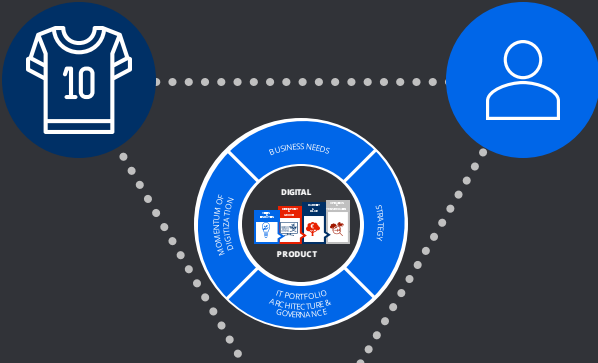 10
BUSINESS NEEDS
MOMENTUM OF
DIGITIZATION
STRATEGY
DIGITAL
PRODUCT
IT PORTFOLIO
ARCHITECTURE &
GOVERNANCE